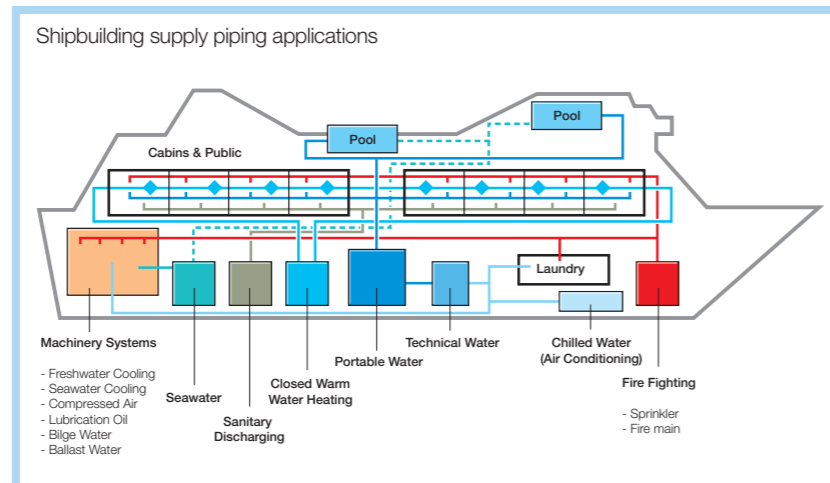 Shipbuilding supply piping applications
Pool
Pool
Cabins & Public
Laundry
Machinery Systems
- Freshwater Cooling
- Seawater Cooling
- Compressed Air
- Lubrication Oil
- Bilge Water
- Ballast Water
Seawater
Sanitary
Discharging
Closed Warm
Water Heating
Portable Water
Technical Water
Chilled Water
(Air Conditioning)
Fire Fighting
- Sprinkler
- Fire main